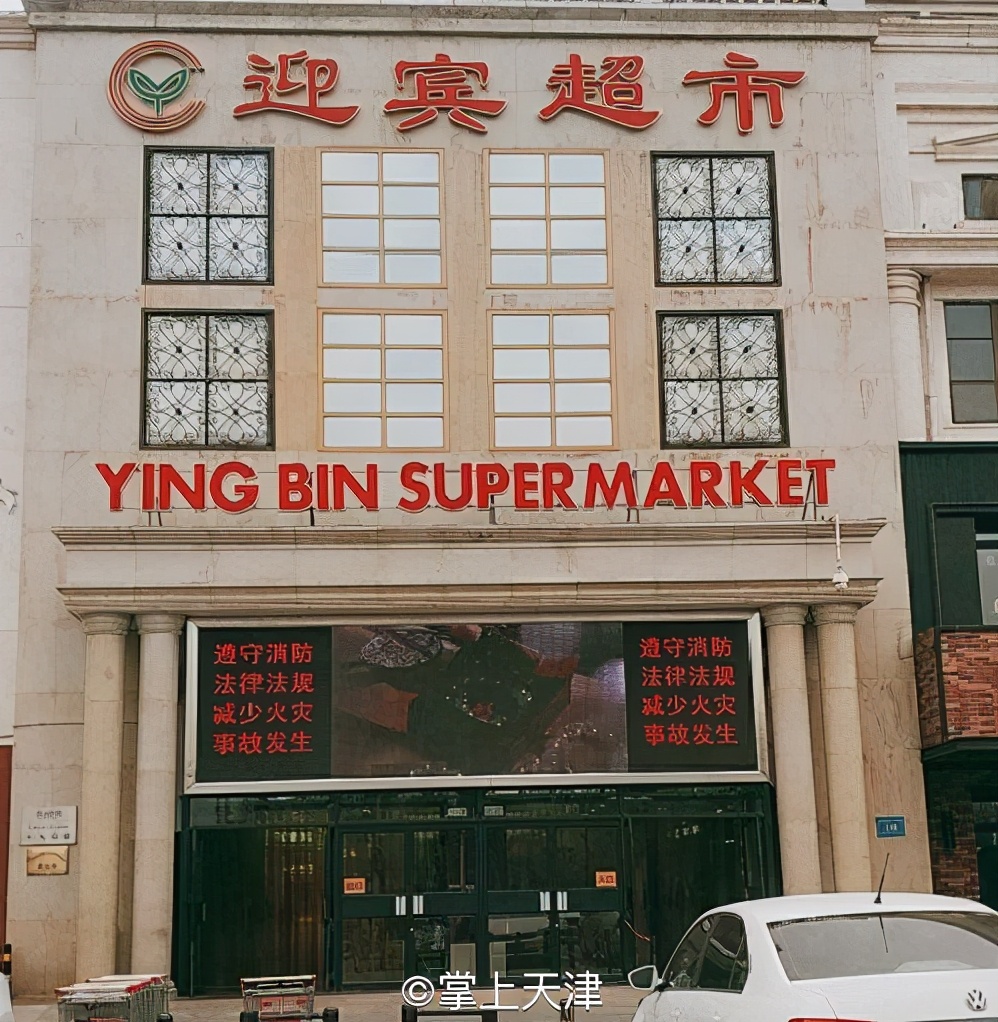 迎宾超市
YING BIN SUPERMARKET
遵守消防
法律法规
减少火灾
事故发生
遵守消防
法律法规
减少火灾
事故发生
©掌上天津